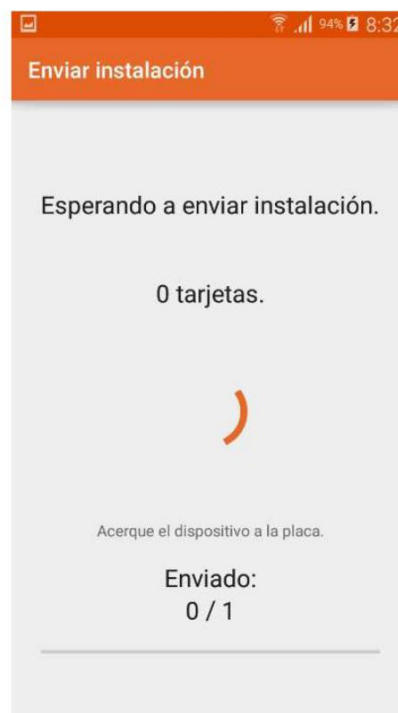 94% 8:32
Enviar instalación
Esperando a enviar instalación.
0 tarjetas.
Acerque el dispositivo a la placa.
Enviado:
0 / 1